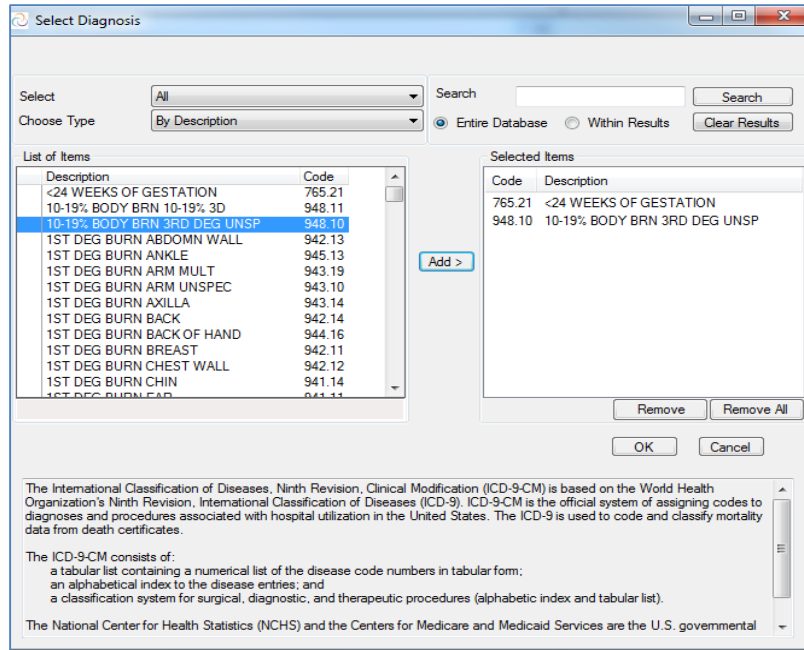 Select Diagnosis
Select All
Choose Type By Description
Search Search
Entire Database Within Results Clear Results
List of Items
Description Code
<24 WEEKS OF GESTATION 765.21
10-19% BODY BRN 10-19% 3D 948.11
10-19% BODY BRN 3RD DEG UNSP 948.10
1ST DEG BURN ABDOMN WALL 942.13
1ST DEG BURN ANKLE 945.13
1ST DEG BURN ARM MULT 943.19
1ST DEG BURN ARM UNSPEC 943.10
1ST DEG BURN AXILLA 943.14
1ST DEG BURN BACK 942.14
1ST DEG BURN BACK OF HAND 944.16
1ST DEG BURN BREAST 942.11
1ST DEG BURN CHEST WALL 942.12
1ST DEG BURN CHIN 941.14
1ST DEG BURN EAR 941.11
Add >
Selected Items
Code Description
765.21 <24 WEEKS OF GESTATION
948.10 10-19% BODY BRN 3RD DEG UNSP
Remove Remove All
OK Cancel
The International Classification of Diseases, Ninth Revision, Clinical Modification (ICD-9-CM) is based on the World Health
Organization's Ninth Revision, International Classification of Diseases (ICD-9). ICD-9-CM is the official system of assigning codes to
diagnoses and procedures associated with hospital utilization in the United States. The ICD-9 is used to code and classify mortality
data from death certificates.
The ICD-9-CM consists of:
a tabular list containing a numerical list of the disease code numbers in tabular form;
an alphabetical index to the disease entries; and
a classification system for surgical, diagnostic, and therapeutic procedures (alphabetic index and tabular list).
The National Center for Health Statistics (NCHS) and the Centers for Medicare and Medicaid Services are the U.S. governmental